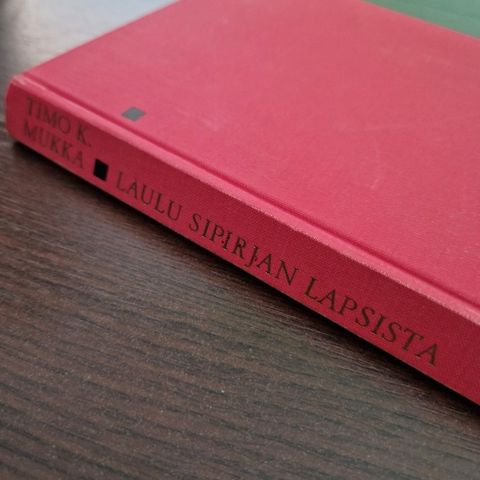 TIMO K.
MUKKA
LAULU SIPIRJAN LAPSISTA